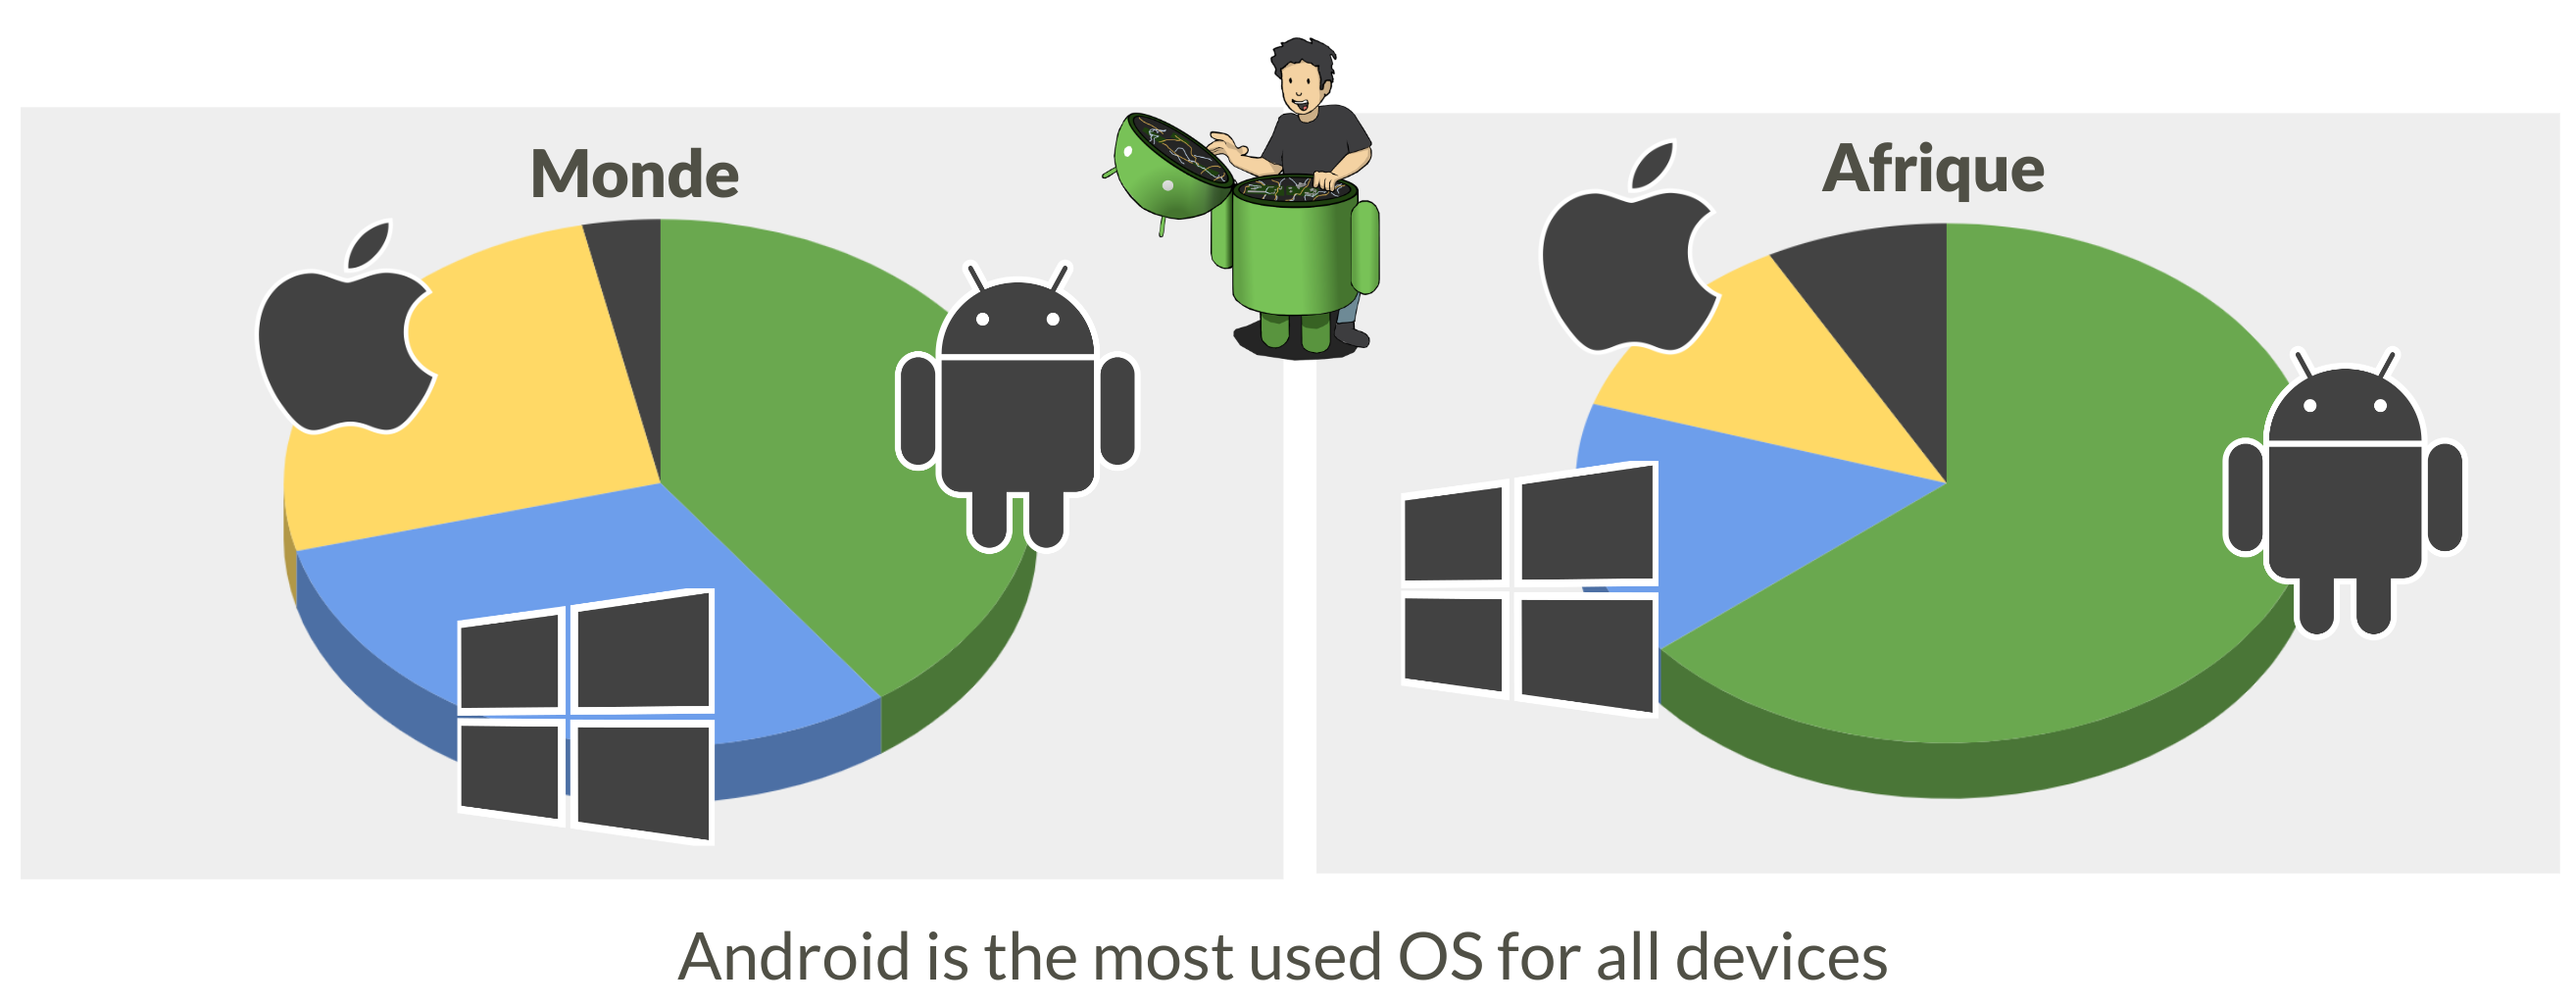 Monde
Afrique
Android is the most used OS for all devices